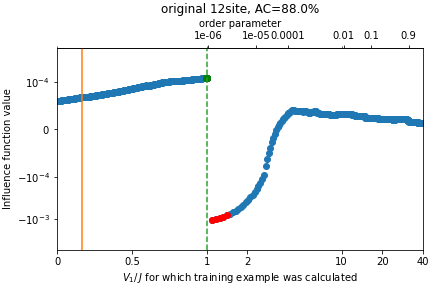 original 12site, AC=88.0%
order parameter
1e-06 1e-05 0.0001 0.01 0.1 0.9
10⁻⁴
0
−10⁻⁴
−10⁻³
Influence function value
0 0.5 1 2 10 20 40
V₁/J for which training example was calculated